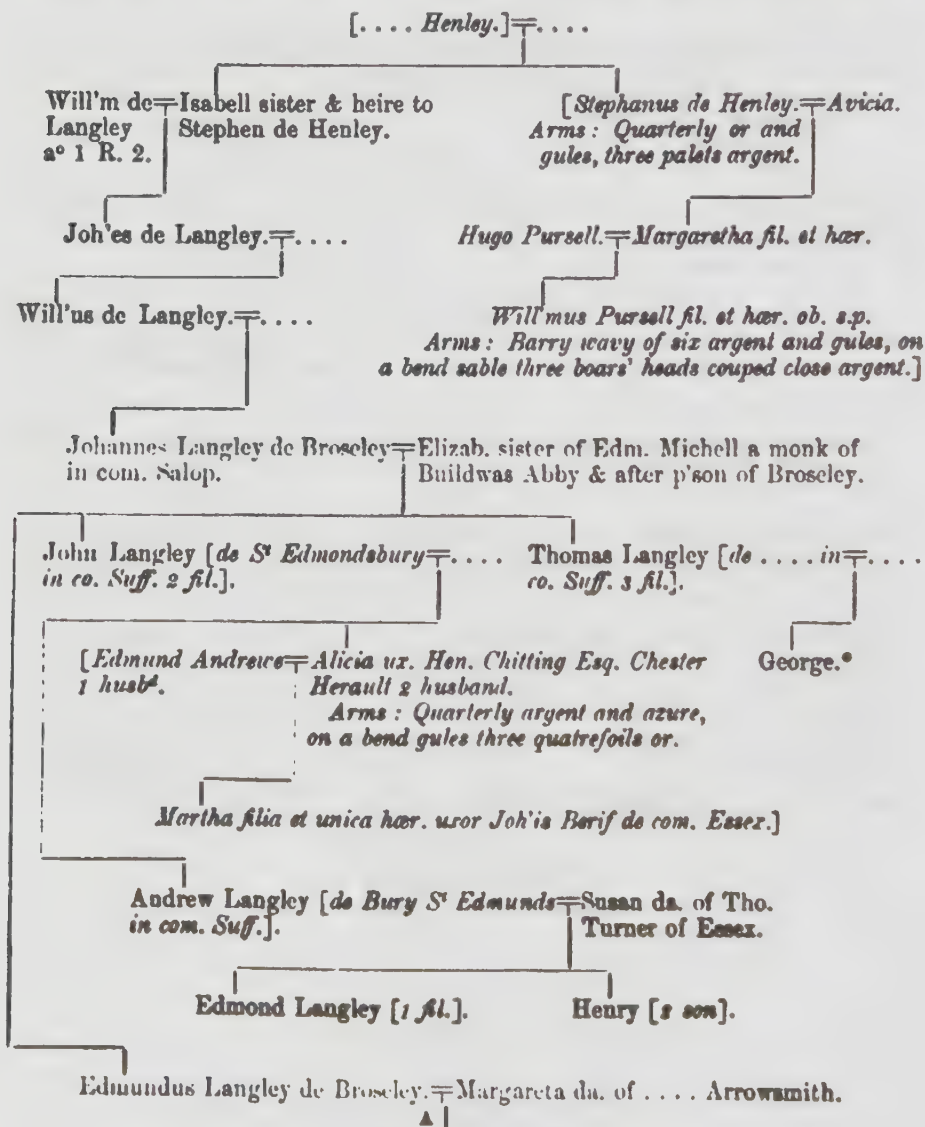 [. . . . Henley.]╤. . . .
Will'm de╤Isabell sister & heire to
Langley Stephen de Henley.
aº 1 R. 2.
[Stephanus de Henley.╤Avicia.
Arms : Quarterly or and
gules, three palets argent.
Joh'es de Langley.╤. . . .
Hugo Pursell.╤Margaretha fil. et hær.
Will'us de Langley.╤. . . .
Will'mus Pursell fil. et hær. ob. s.p.
Arms : Barry wavy of six argent and gules, on
a bend sable three boars' heads couped close argent.]
Johannes Langley de Broseley╤Elizab. sister of Edm. Michell a monk of
in com. Salop. Buildwas Abby & after p'son of Broseley.
John Langley [de Sᵗ Edmondsbury╤. . . .
in co. Suff. 2 fil.].
Thomas Langley [de . . . . in╤. . . .
co. Suff. 3 fil.].
[Edmund Andrewe╤Alicia ux. Hen. Chitting Esq. Chester
1 husbᵈ. Herault 2 husband.
Arms : Quarterly argent and azure,
on a bend gules three quatrefoils or.
George.*
Martha filia et unica hær. uxor Joh'is Berif de com. Essex.]
Andrew Langley [de Bury Sᵗ Edmunds╤Susan da. of Tho.
in com. Suff.]. Turner of Essex.
Edmond Langley [1 fil.]. Henry [2 son].
Edmundus Langley de Broseley.╤Margareta da. of . . . . Arrowsmith.
▲